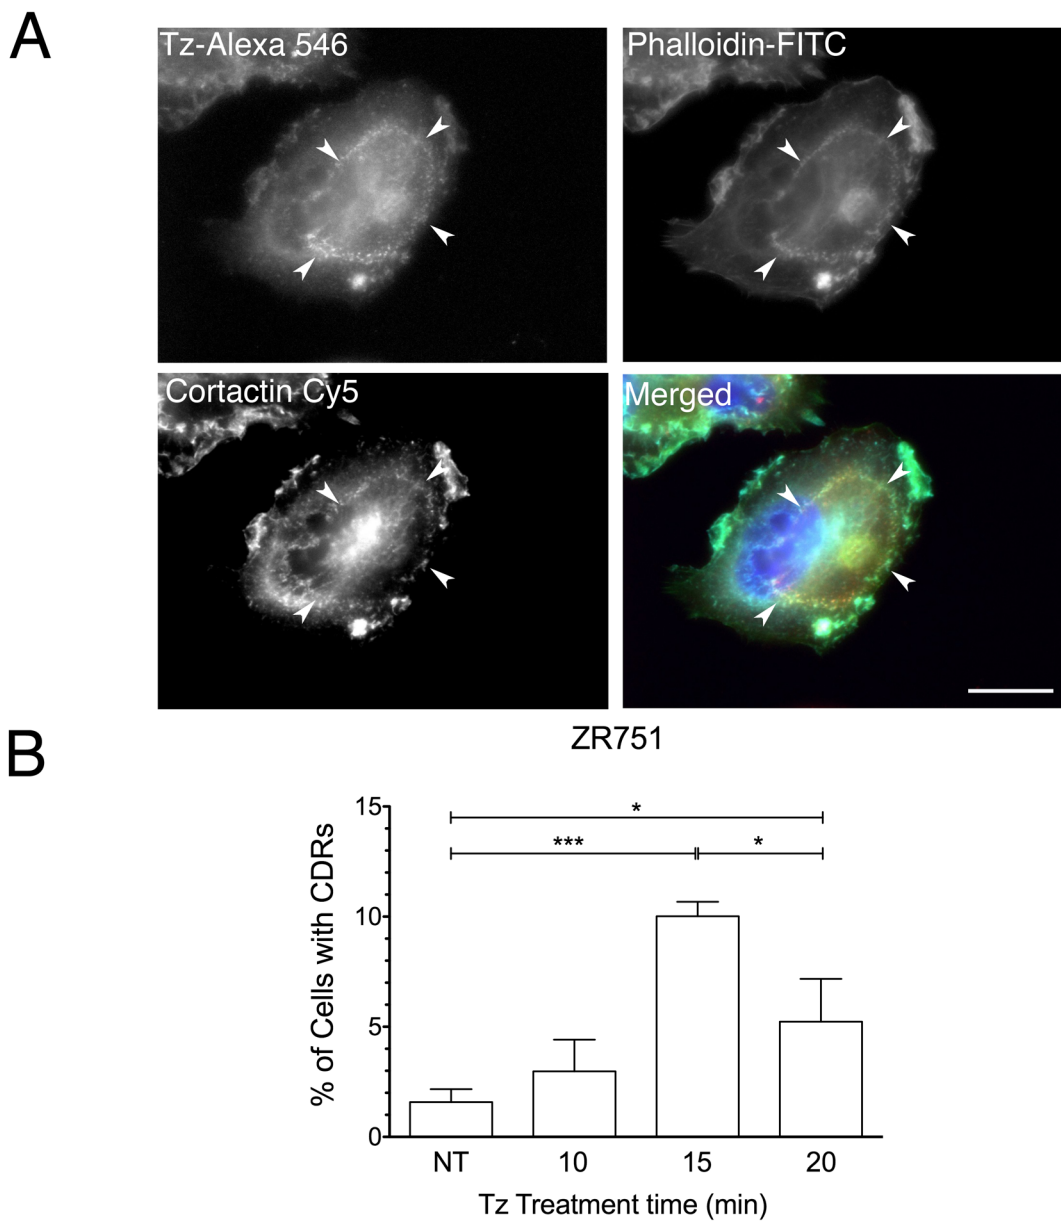 A
Tz-Alexa 546
Phalloidin-FITC
Cortactin Cy5
Merged
B
ZR751
% of Cells with CDRs
15
10
5
0
*
***
*
NT
10
15
20
Tz Treatment time (min)